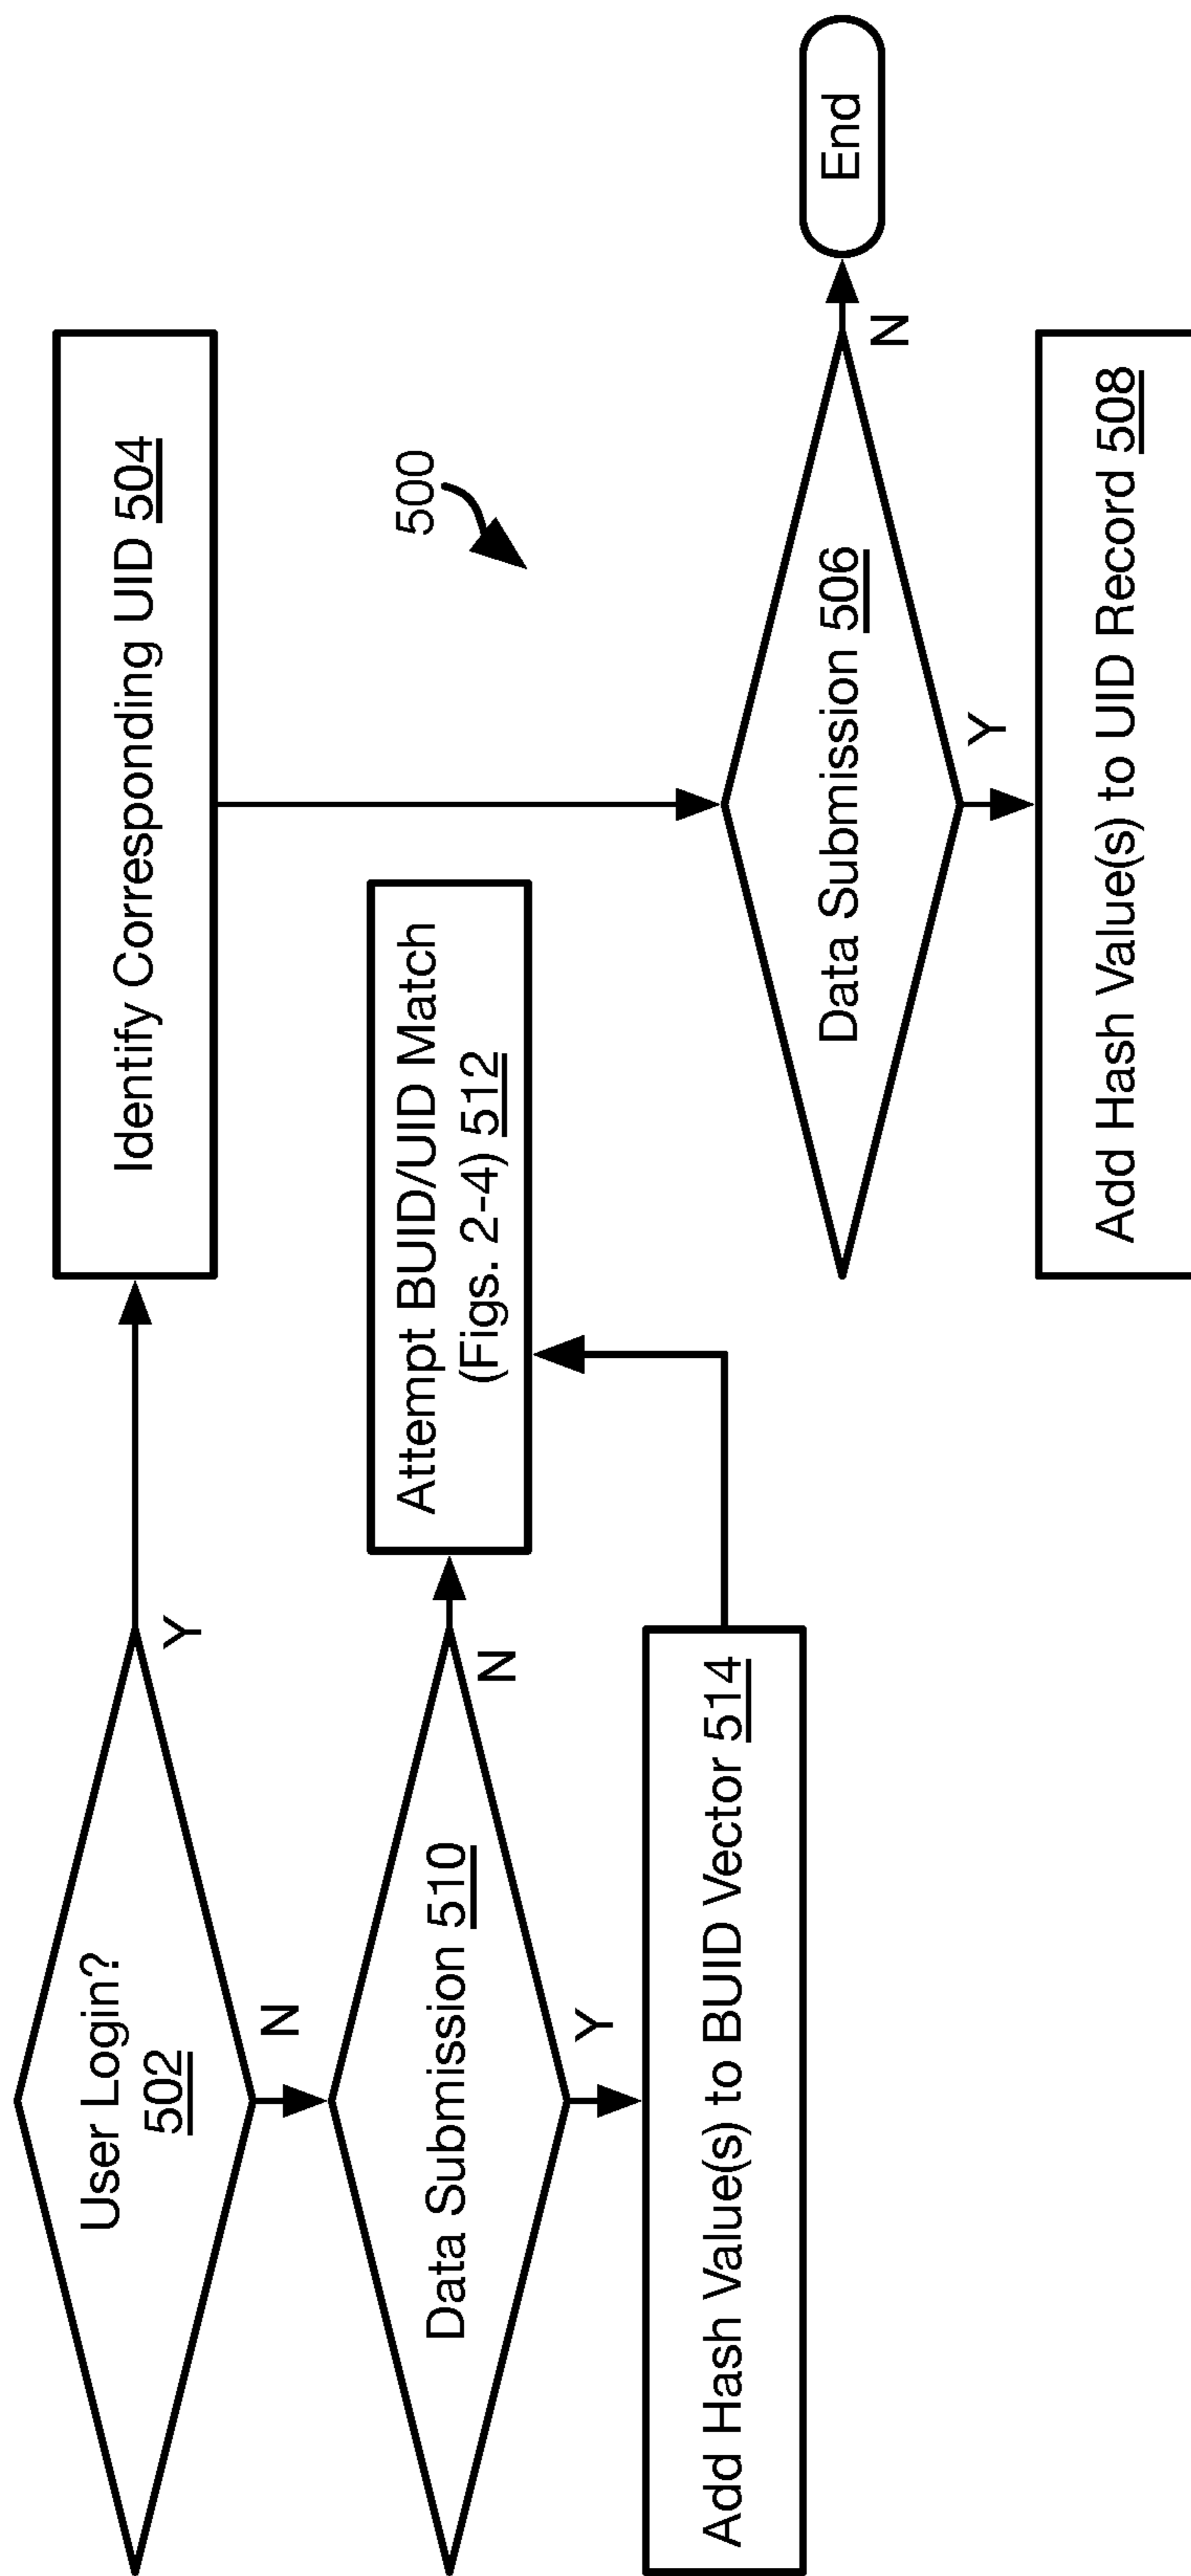 User Login?
502
Y
Identify Corresponding UID 504
N
500
Data Submission 510
N
Attempt BUID/UID Match
(Figs. 2-4) 512
Y
Add Hash Value(s) to BUID Vector 514
Data Submission 506
N
End
Y
Add Hash Value(s) to UID Record 508